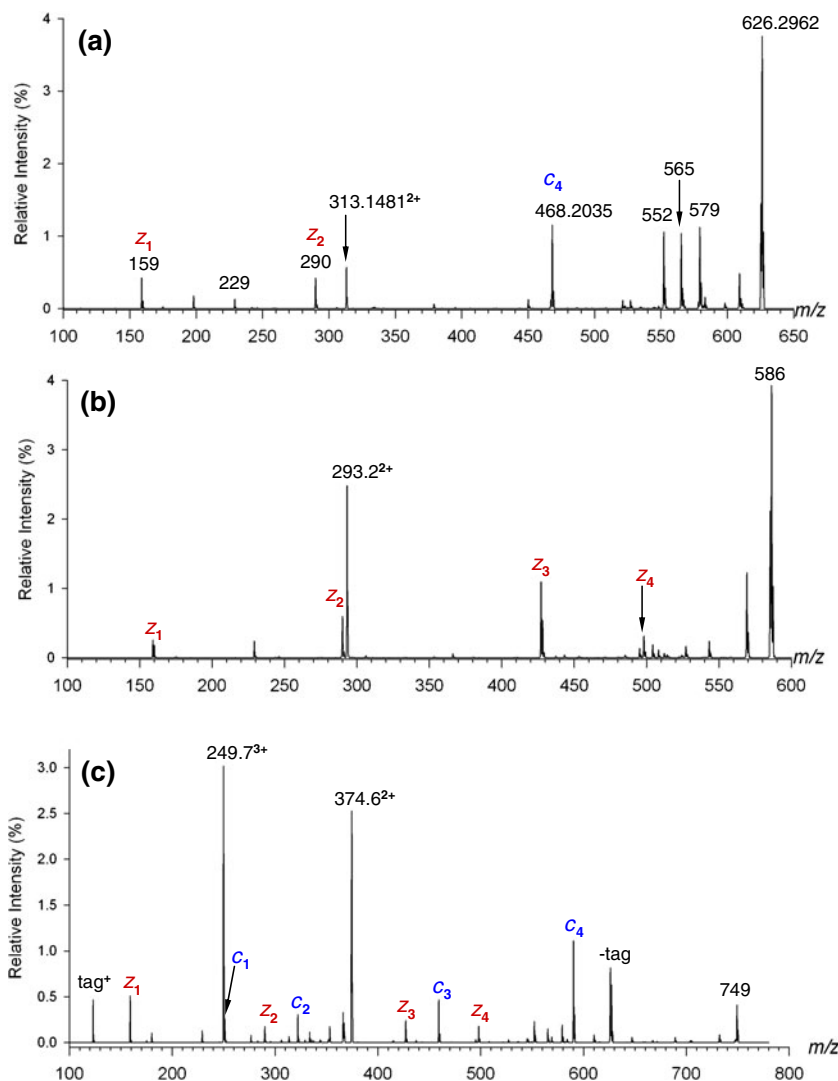 (a)
Relative Intensity (%)
4
3
2
1
0
z₁
159
229
z₂
290
313.1481²⁺
c₄
468.2035
552
565
579
626.2962
100 150 200 250 300 350 400 450 500 550 600 650
m/z
(b)
Relative Intensity (%)
4
3
2
1
0
z₁
z₂
293.2²⁺
z₃
z₄
586
100 150 200 250 300 350 400 450 500 550 600
m/z
(c)
Relative Intensity (%)
3.0
2.5
2.0
1.5
1.0
0.5
0.0
tag⁺
z₁
249.7³⁺
c₁
z₂
c₂
374.6²⁺
z₃
c₃
z₄
c₄
-tag
749
100 200 300 400 500 600 700 800
m/z